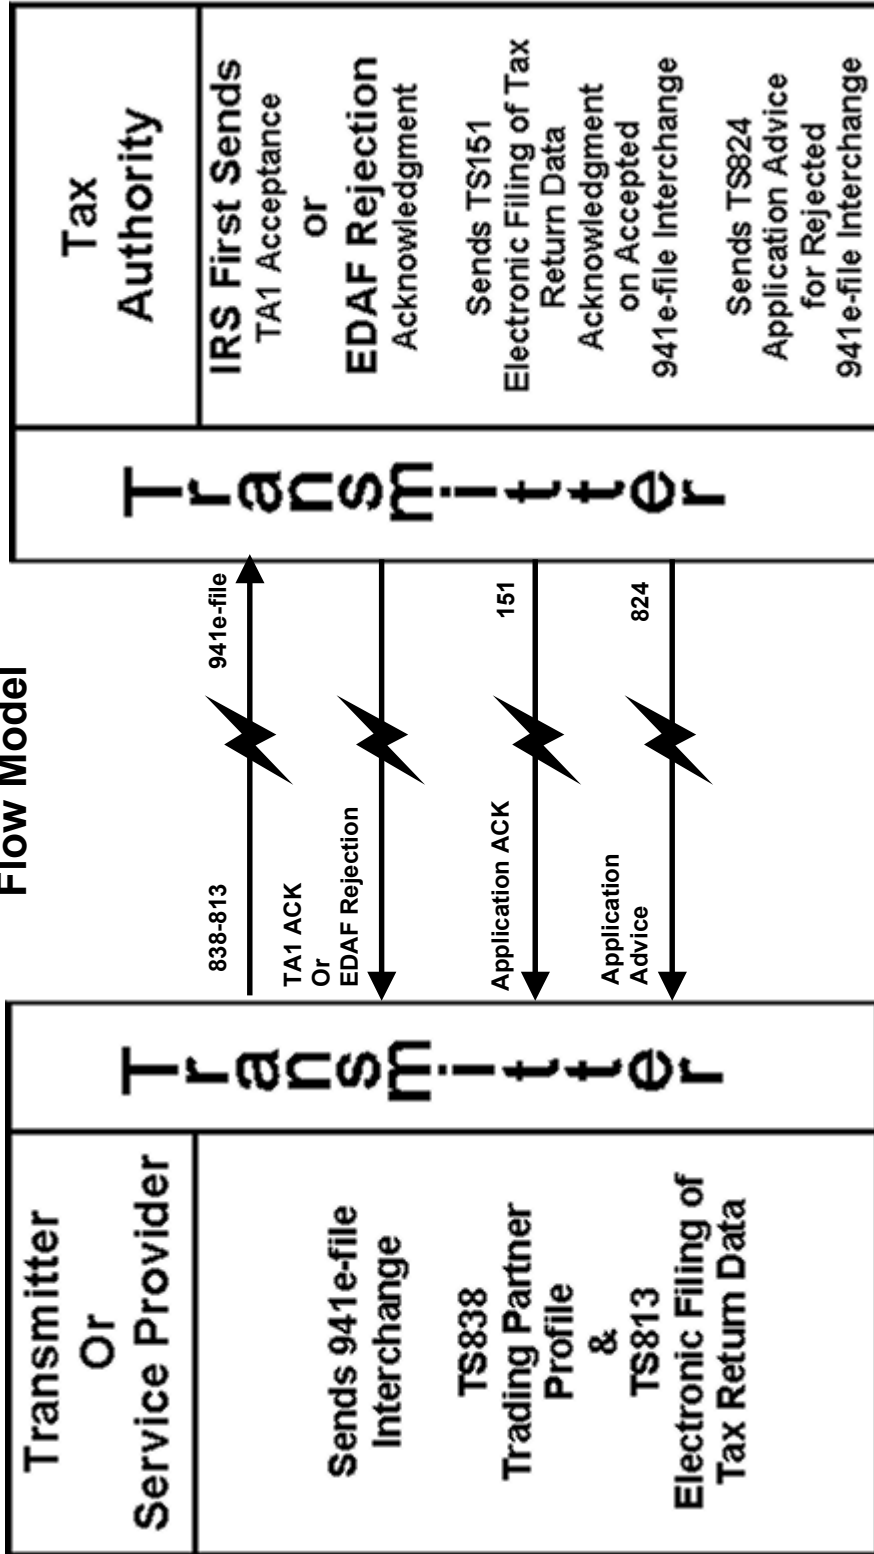 Flow Model
Transmitter
Or
Service Provider
Sends 941e-file
Interchange
TS838
Trading Partner
Profile
&
TS813
Electronic Filing of
Tax Return Data
Transmitter
838-813
941e-file
TA1 ACK
Or
EDAF Rejection
Application ACK
151
Application
Advice
824
Transmitter
Tax
Authority
IRS First Sends
TA1 Acceptance
or
EDAF Rejection
Acknowledgment
Sends TS151
Electronic Filing of Tax
Return Data
Acknowledgment
on Accepted
941e-file Interchange
Sends TS824
Application Advice
for Rejected
941e-file Interchange